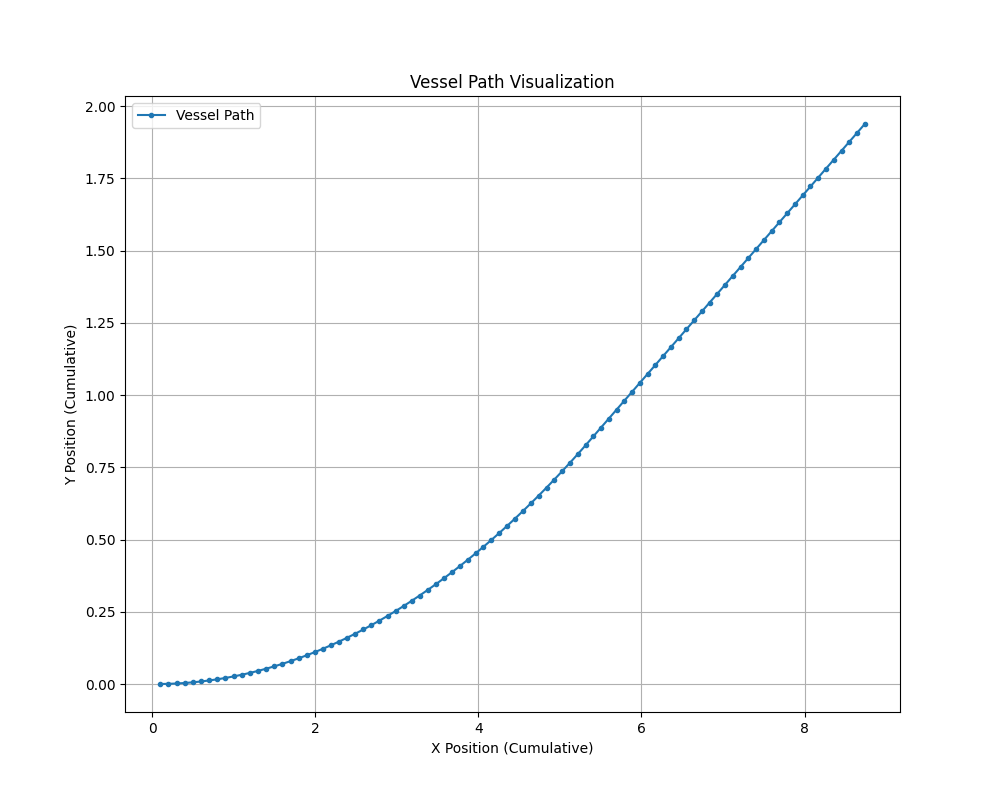 Vessel Path Visualization
Vessel Path
2.00
1.75
1.50
1.25
1.00
0.75
0.50
0.25
0.00
Y Position (Cumulative)
0 2 4 6 8
X Position (Cumulative)